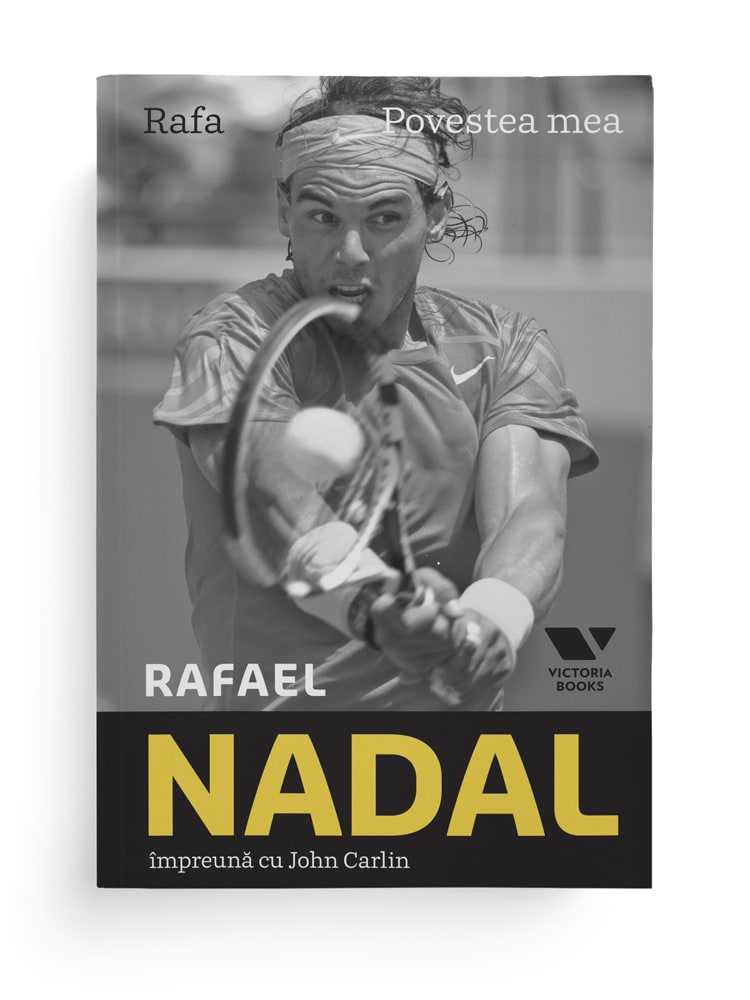 Rafa Povestea mea
RAFAEL
VICTORIA
BOOKS
NADAL
împreună cu John Carlin